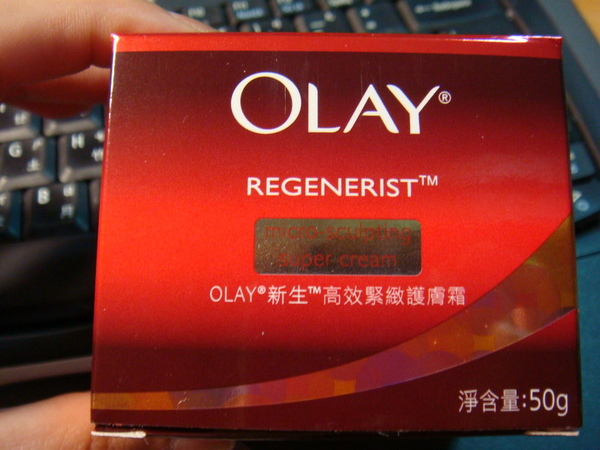 OLAY®
REGENERIST™
micro-sculpting
super cream
OLAY®新生™高效緊緻護膚霜
淨含量:50g